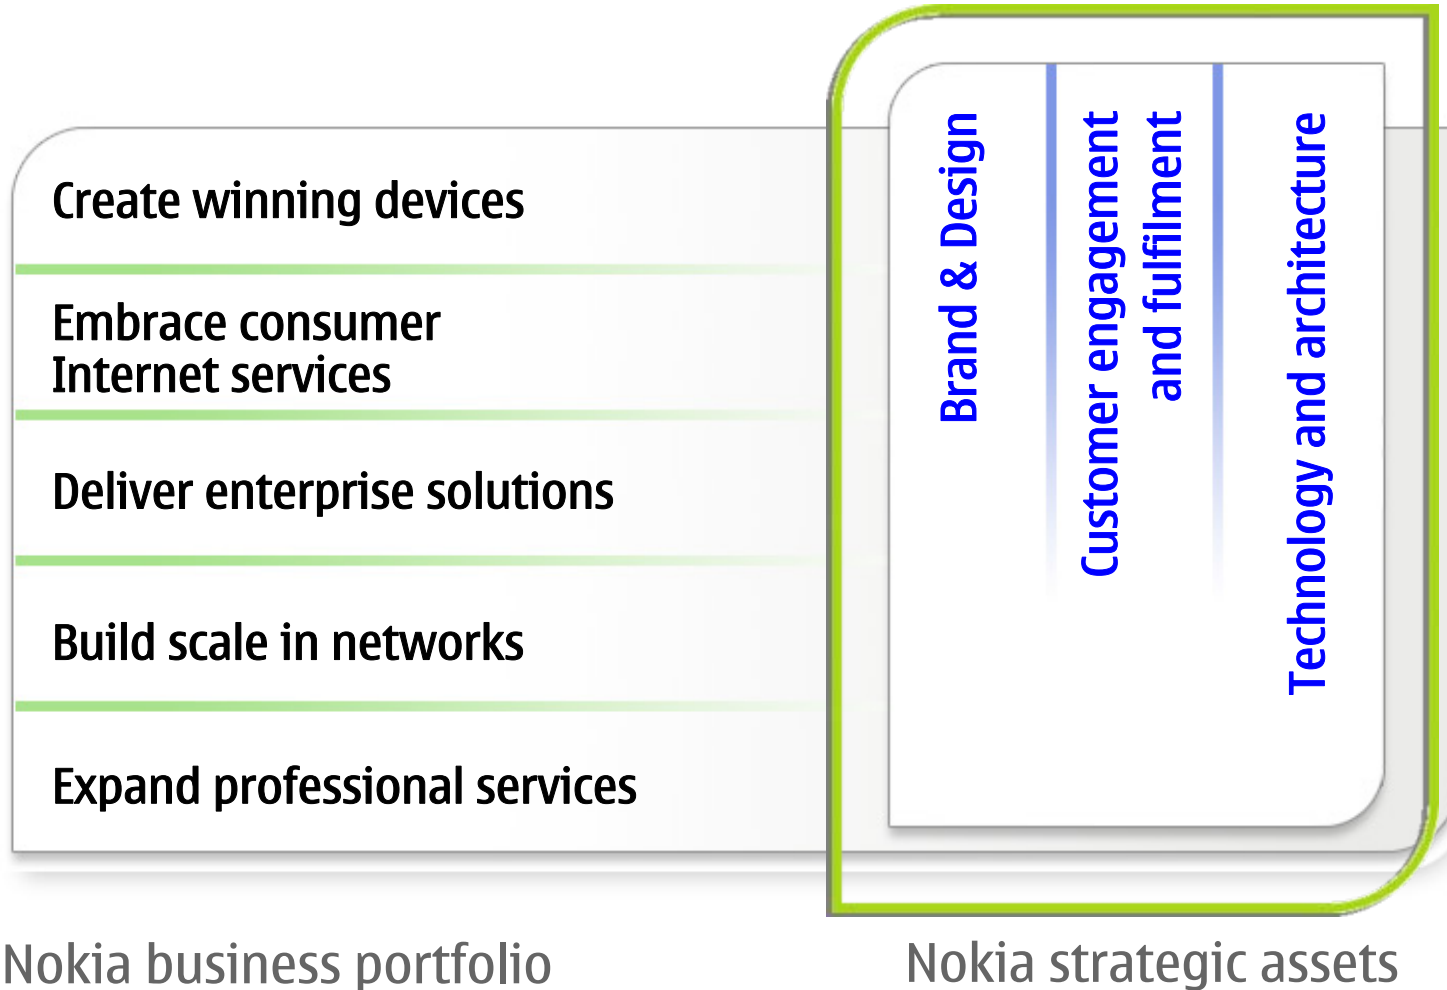 Create winning devices
Embrace consumer
Internet services
Deliver enterprise solutions
Build scale in networks
Expand professional services
Brand & Design
Customer engagement
and fulfilment
Technology and architecture
Nokia business portfolio
Nokia strategic assets